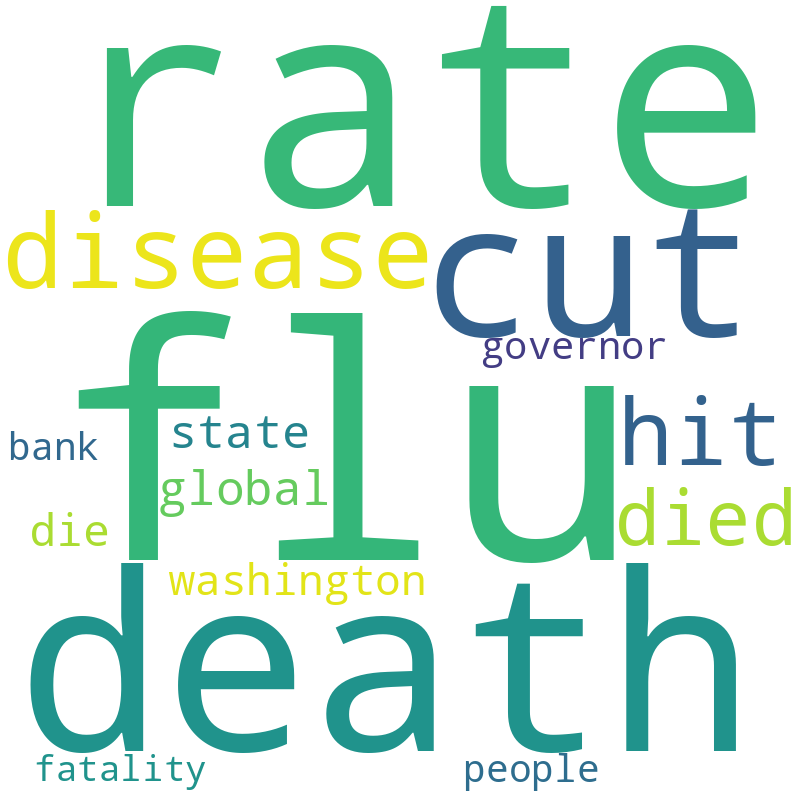 rate
disease
cut
governor
flu
hit
bank
state
global
die
died
washington
death
fatality
people